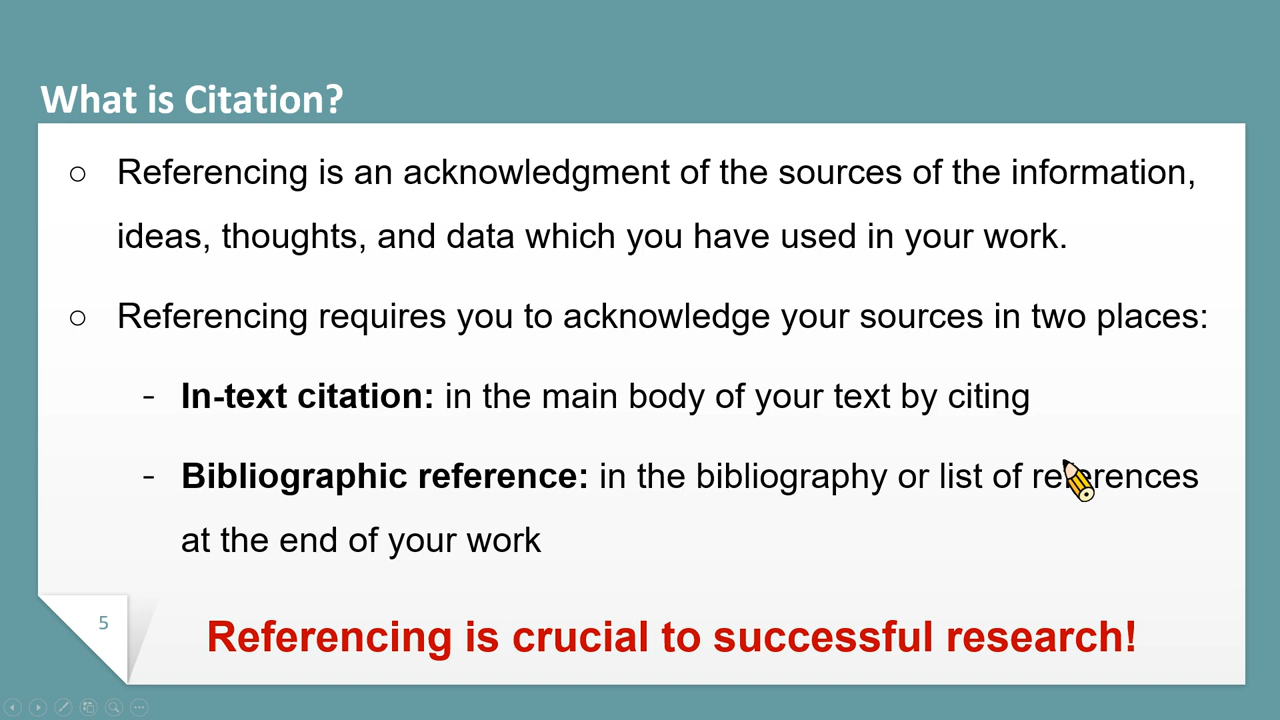 What is Citation?
○ Referencing is an acknowledgment of the sources of the information,
ideas, thoughts, and data which you have used in your work.
○ Referencing requires you to acknowledge your sources in two places:
- In-text citation: in the main body of your text by citing
- Bibliographic reference: in the bibliography or list of references
at the end of your work
5
Referencing is crucial to successful research!